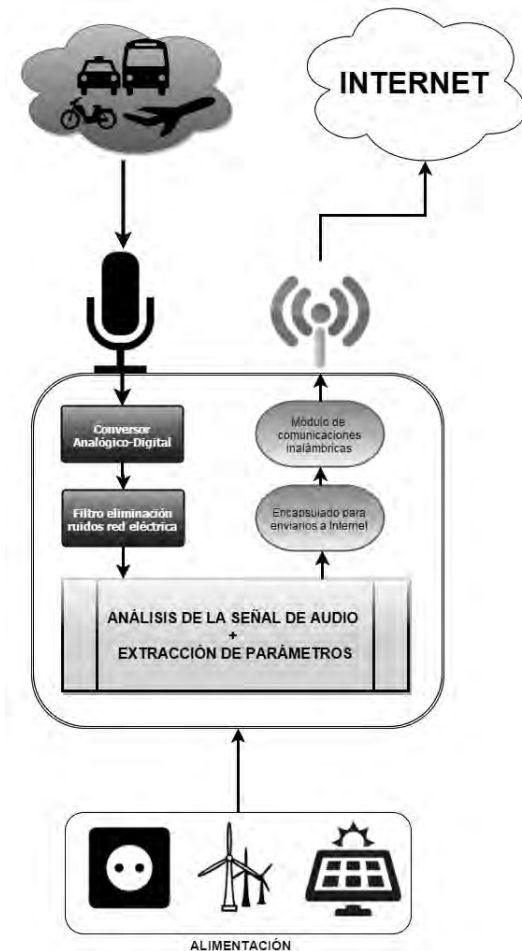 INTERNET
Conversor
Analógico-Digital
Filtro eliminación
ruidos red eléctrica
Módulo de
comunicaciones
inalámbricas
Encapsulado para
enviarlos a Internet
ANÁLISIS DE LA SEÑAL DE AUDIO
+
EXTRACCIÓN DE PARÁMETROS
ALIMENTACIÓN